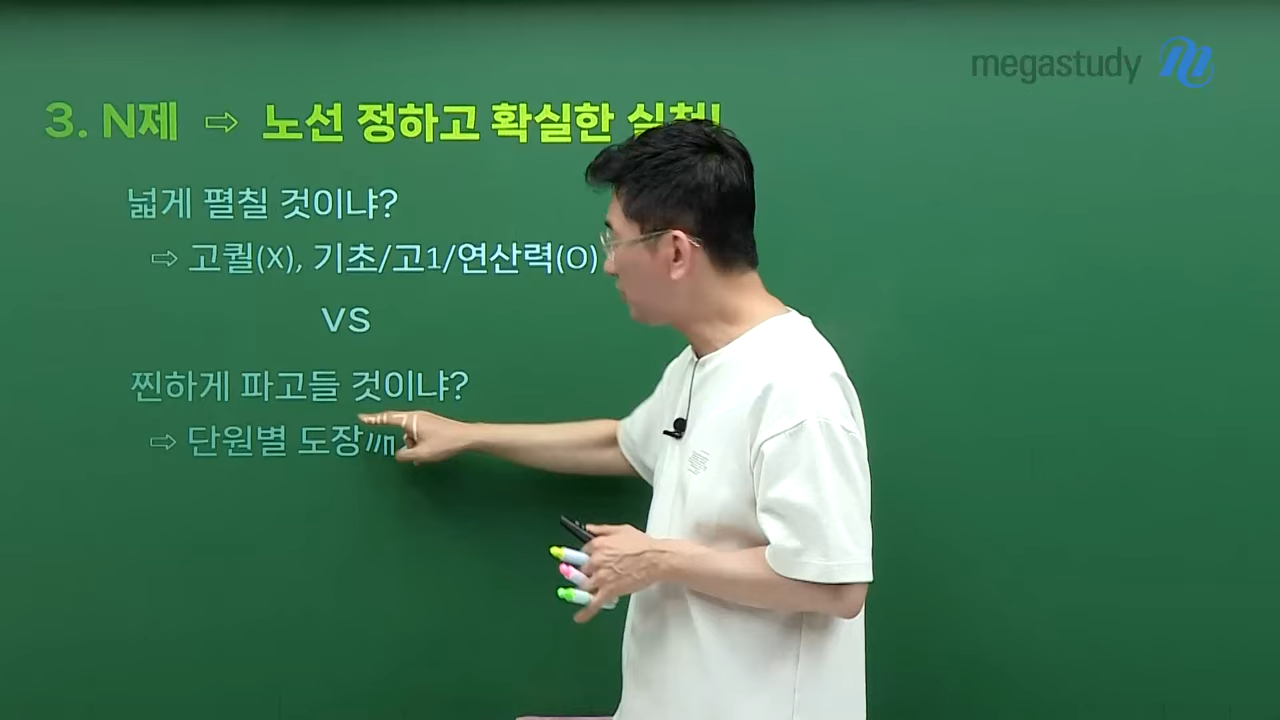 megastudy
3. N제 ⇨ 노선 정하고 확실한
넓게 펼칠 것이냐?
⇨ 고퀄(X), 기초/고1/연산력(O)
VS
찐하게 파고들 것이냐?
⇨ 단원별